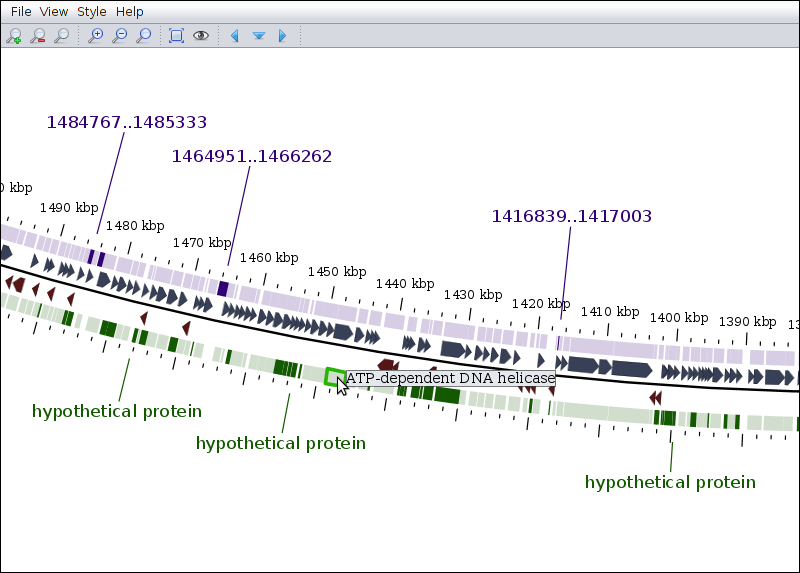 File View Style Help
1484767..1485333
1464951..1466262
0 kbp
1490 kbp
1480 kbp
1470 kbp
1460 kbp
1450 kbp
1440 kbp
1430 kbp
1416839..1417003
1420 kbp
1410 kbp
1400 kbp
1390 kbp
13
ATP-dependent DNA helicase
hypothetical protein
hypothetical protein
hypothetical protein